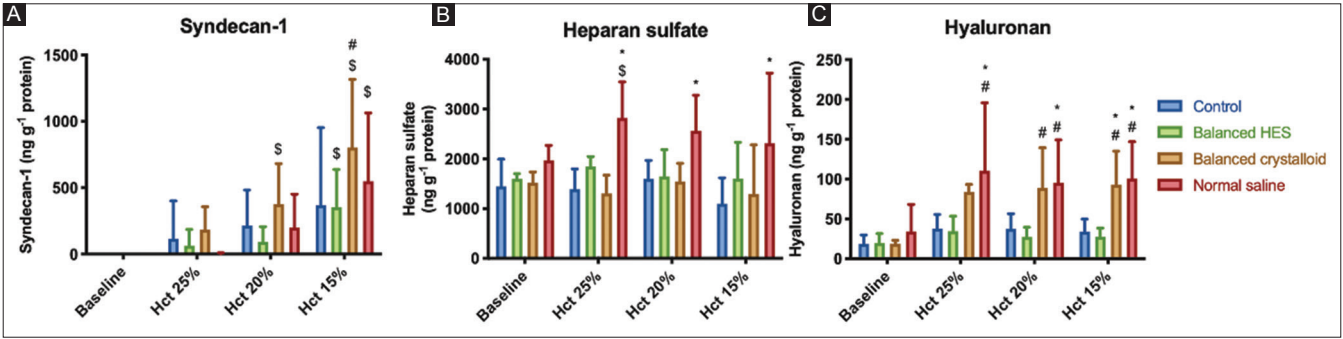 A
Syndecan-1
Syndecan-1 (ng g-1 protein)
1500
1000
500
0
#
$
$
$
$
Baseline
Hct 25%
Hct 20%
Hct 15%
B
Heparan sulfate
Heparan sulfate
(ng g-1 protein)
4000
3000
2000
1000
0
*
$
*
*
Baseline
Hct 25%
Hct 20%
Hct 15%
C
Hyaluronan
Hyaluronan (ng g-1 protein)
250
200
150
100
50
0
*
#
#
*
#
*
#
*
#
Baseline
Hct 25%
Hct 20%
Hct 15%
Control
Balanced HES
Balanced crystalloid
Normal saline